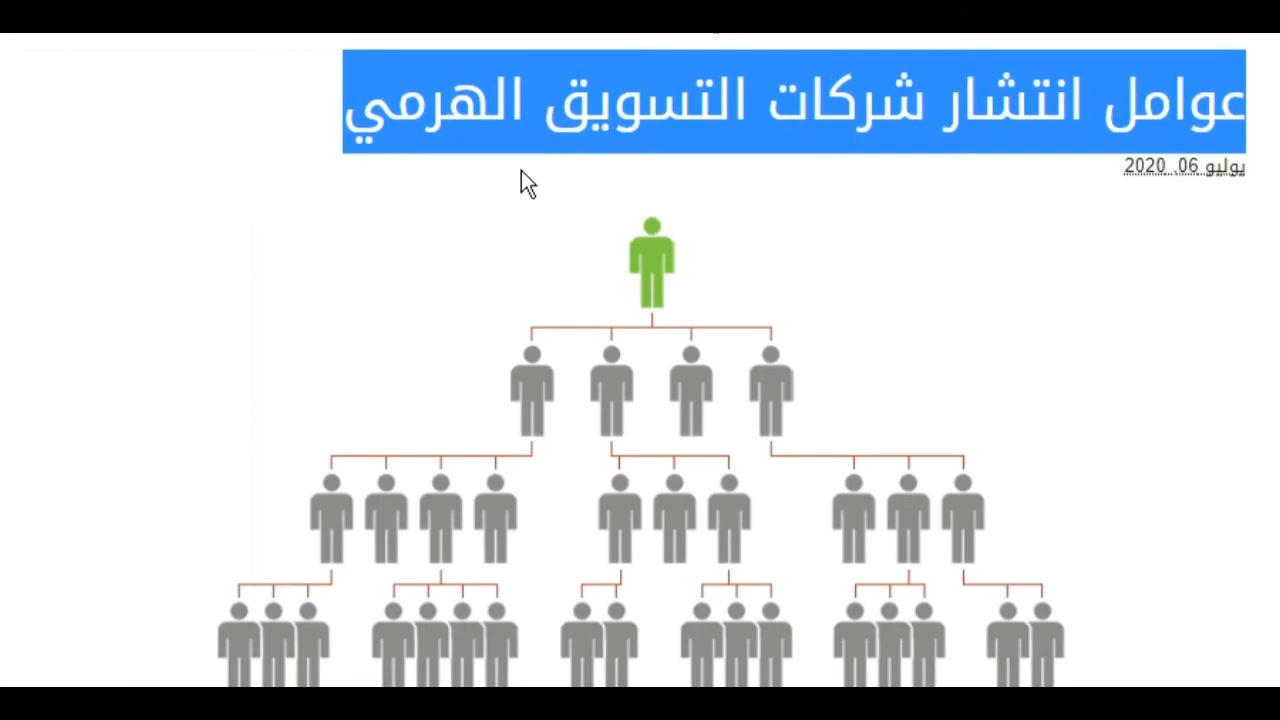 عوامل انتشار شركات التسويق الهرمي
يوليو 06, 2020